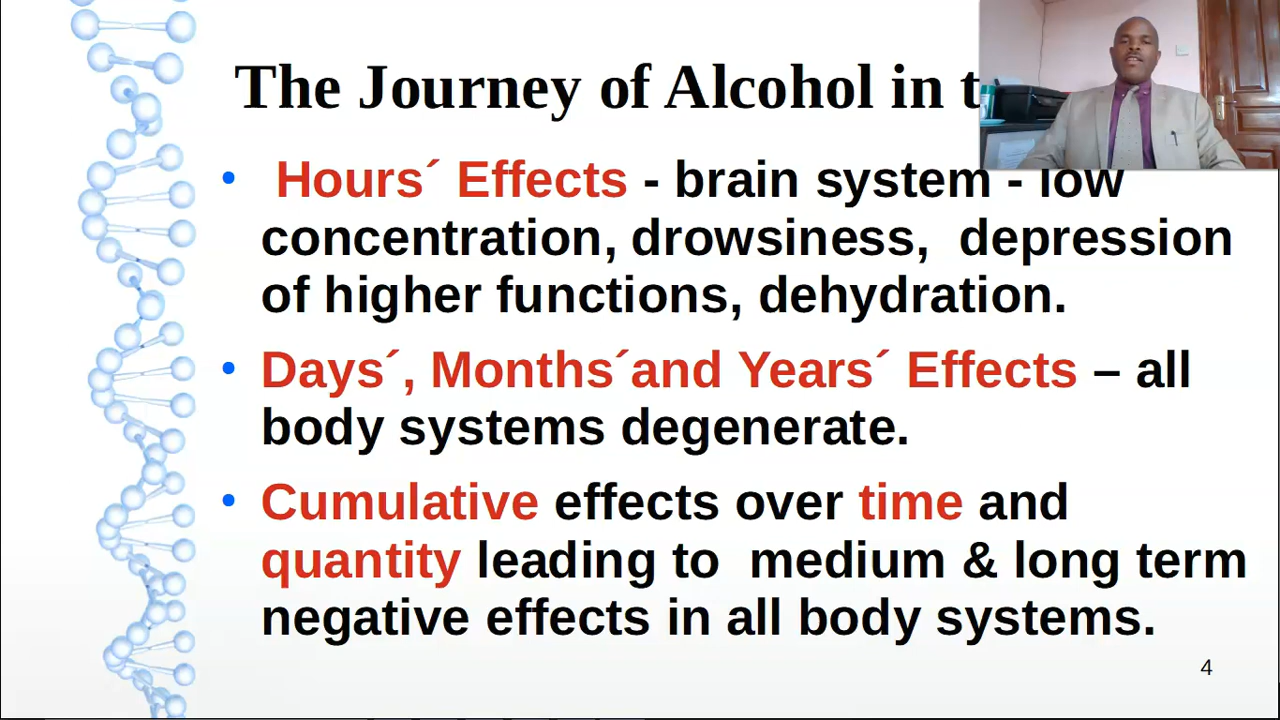 The Journey of Alcohol in t
• Hours´ Effects - brain system - low
concentration, drowsiness, depression
of higher functions, dehydration.
• Days´, Months´and Years´ Effects – all
body systems degenerate.
• Cumulative effects over time and
quantity leading to medium & long term
negative effects in all body systems.
4